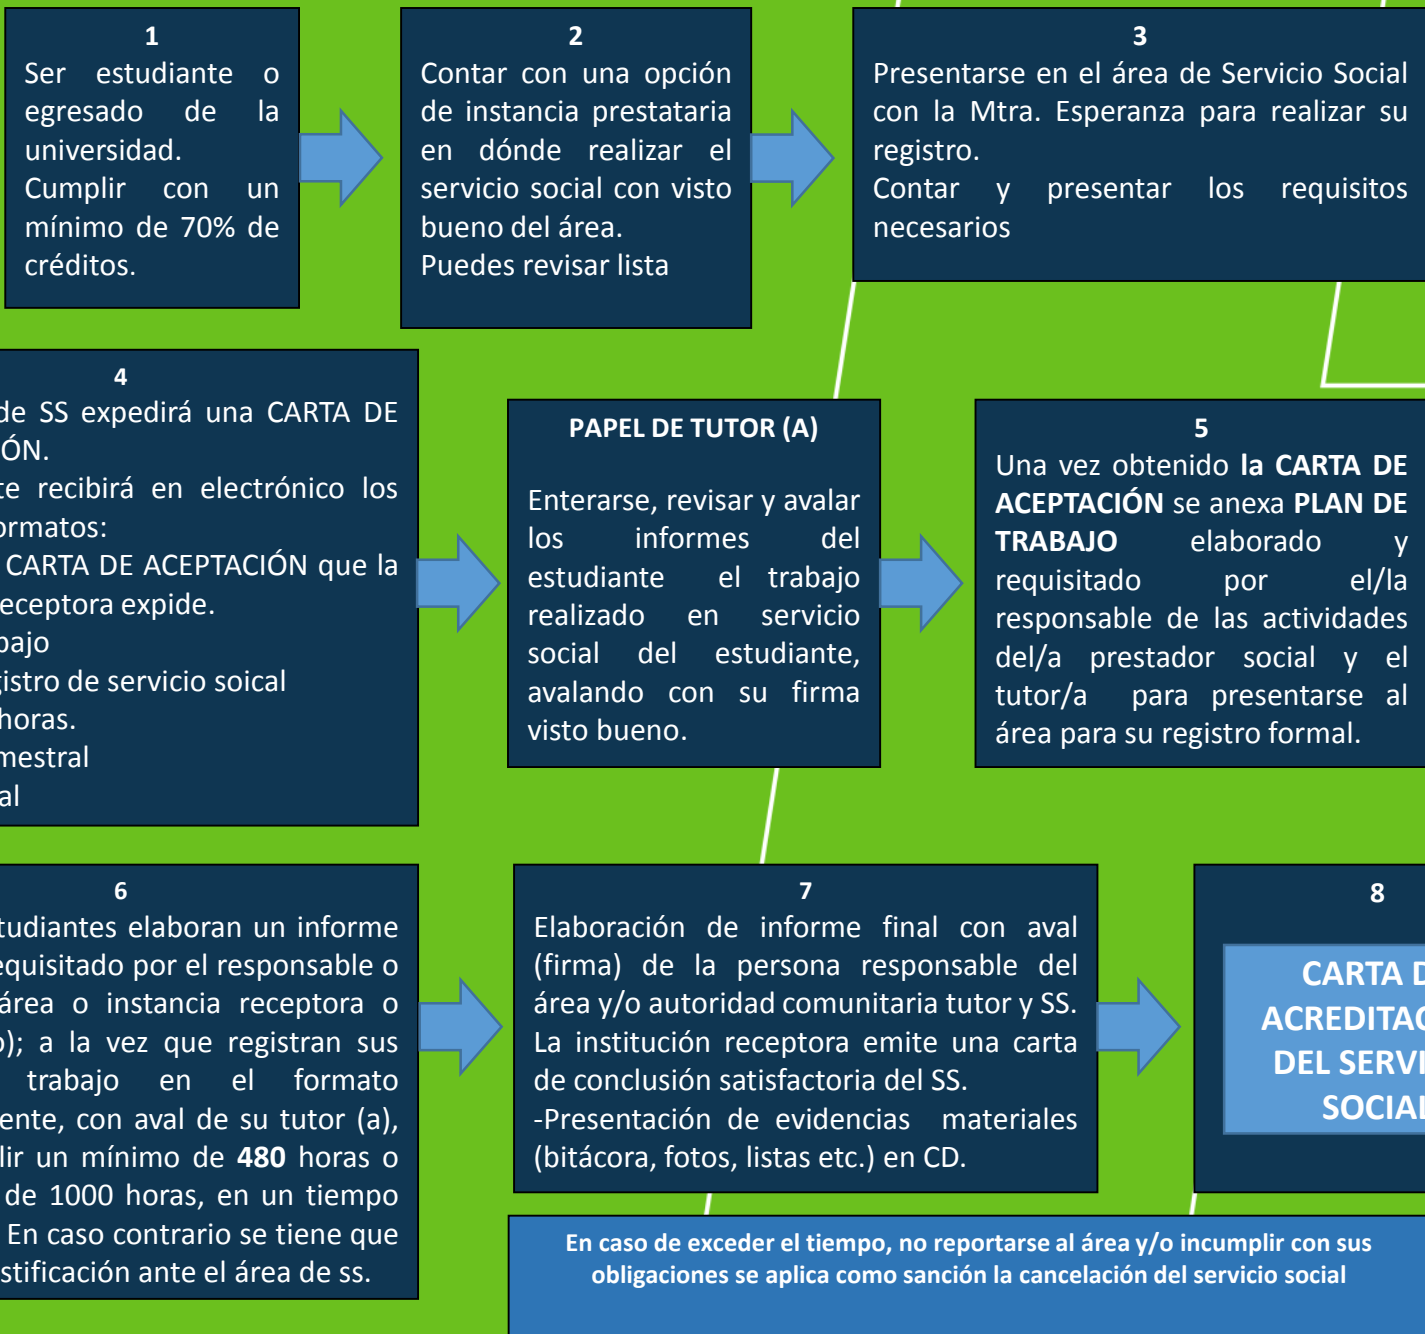 1
Ser estudiante o
egresado de la
universidad.
Cumplir con un
mínimo de 70% de
créditos.
2
Contar con una opción
de instancia prestataria
en dónde realizar el
servicio social con visto
bueno del área.
Puedes revisar lista
3
Presentarse en el área de Servicio Social
con la Mtra. Esperanza para realizar su
registro.
Contar y presentar los requisitos
necesarios
4
de SS expedirá una CARTA DE
ÓN.
te recibirá en electrónico los
ormatos:
CARTA DE ACEPTACIÓN que la
eceptora expide.
bajo
gistro de servicio soical
horas.
mestral
al
PAPEL DE TUTOR (A)
Enterarse, revisar y avalar
los informes del
estudiante el trabajo
realizado en servicio
social del estudiante,
avalando con su firma
visto bueno.
5
Una vez obtenido la CARTA DE
ACEPTACIÓN se anexa PLAN DE
TRABAJO elaborado y
requisitado por el/la
responsable de las actividades
del/a prestador social y el
tutor/a para presentarse al
área para su registro formal.
6
tudiantes elaboran un informe
equisitado por el responsable o
área o instancia receptora o
o); a la vez que registran sus
trabajo en el formato
ente, con aval de su tutor (a),
lir un mínimo de 480 horas o
de 1000 horas, en un tiempo
En caso contrario se tiene que
stificación ante el área de ss.
7
Elaboración de informe final con aval
(firma) de la persona responsable del
área y/o autoridad comunitaria tutor y SS.
La institución receptora emite una carta
de conclusión satisfactoria del SS.
-Presentación de evidencias materiales
(bitácora, fotos, listas etc.) en CD.
8
CARTA D
ACREDITAC
DEL SERVI
SOCIAL
En caso de exceder el tiempo, no reportarse al área y/o incumplir con sus
obligaciones se aplica como sanción la cancelación del servicio social